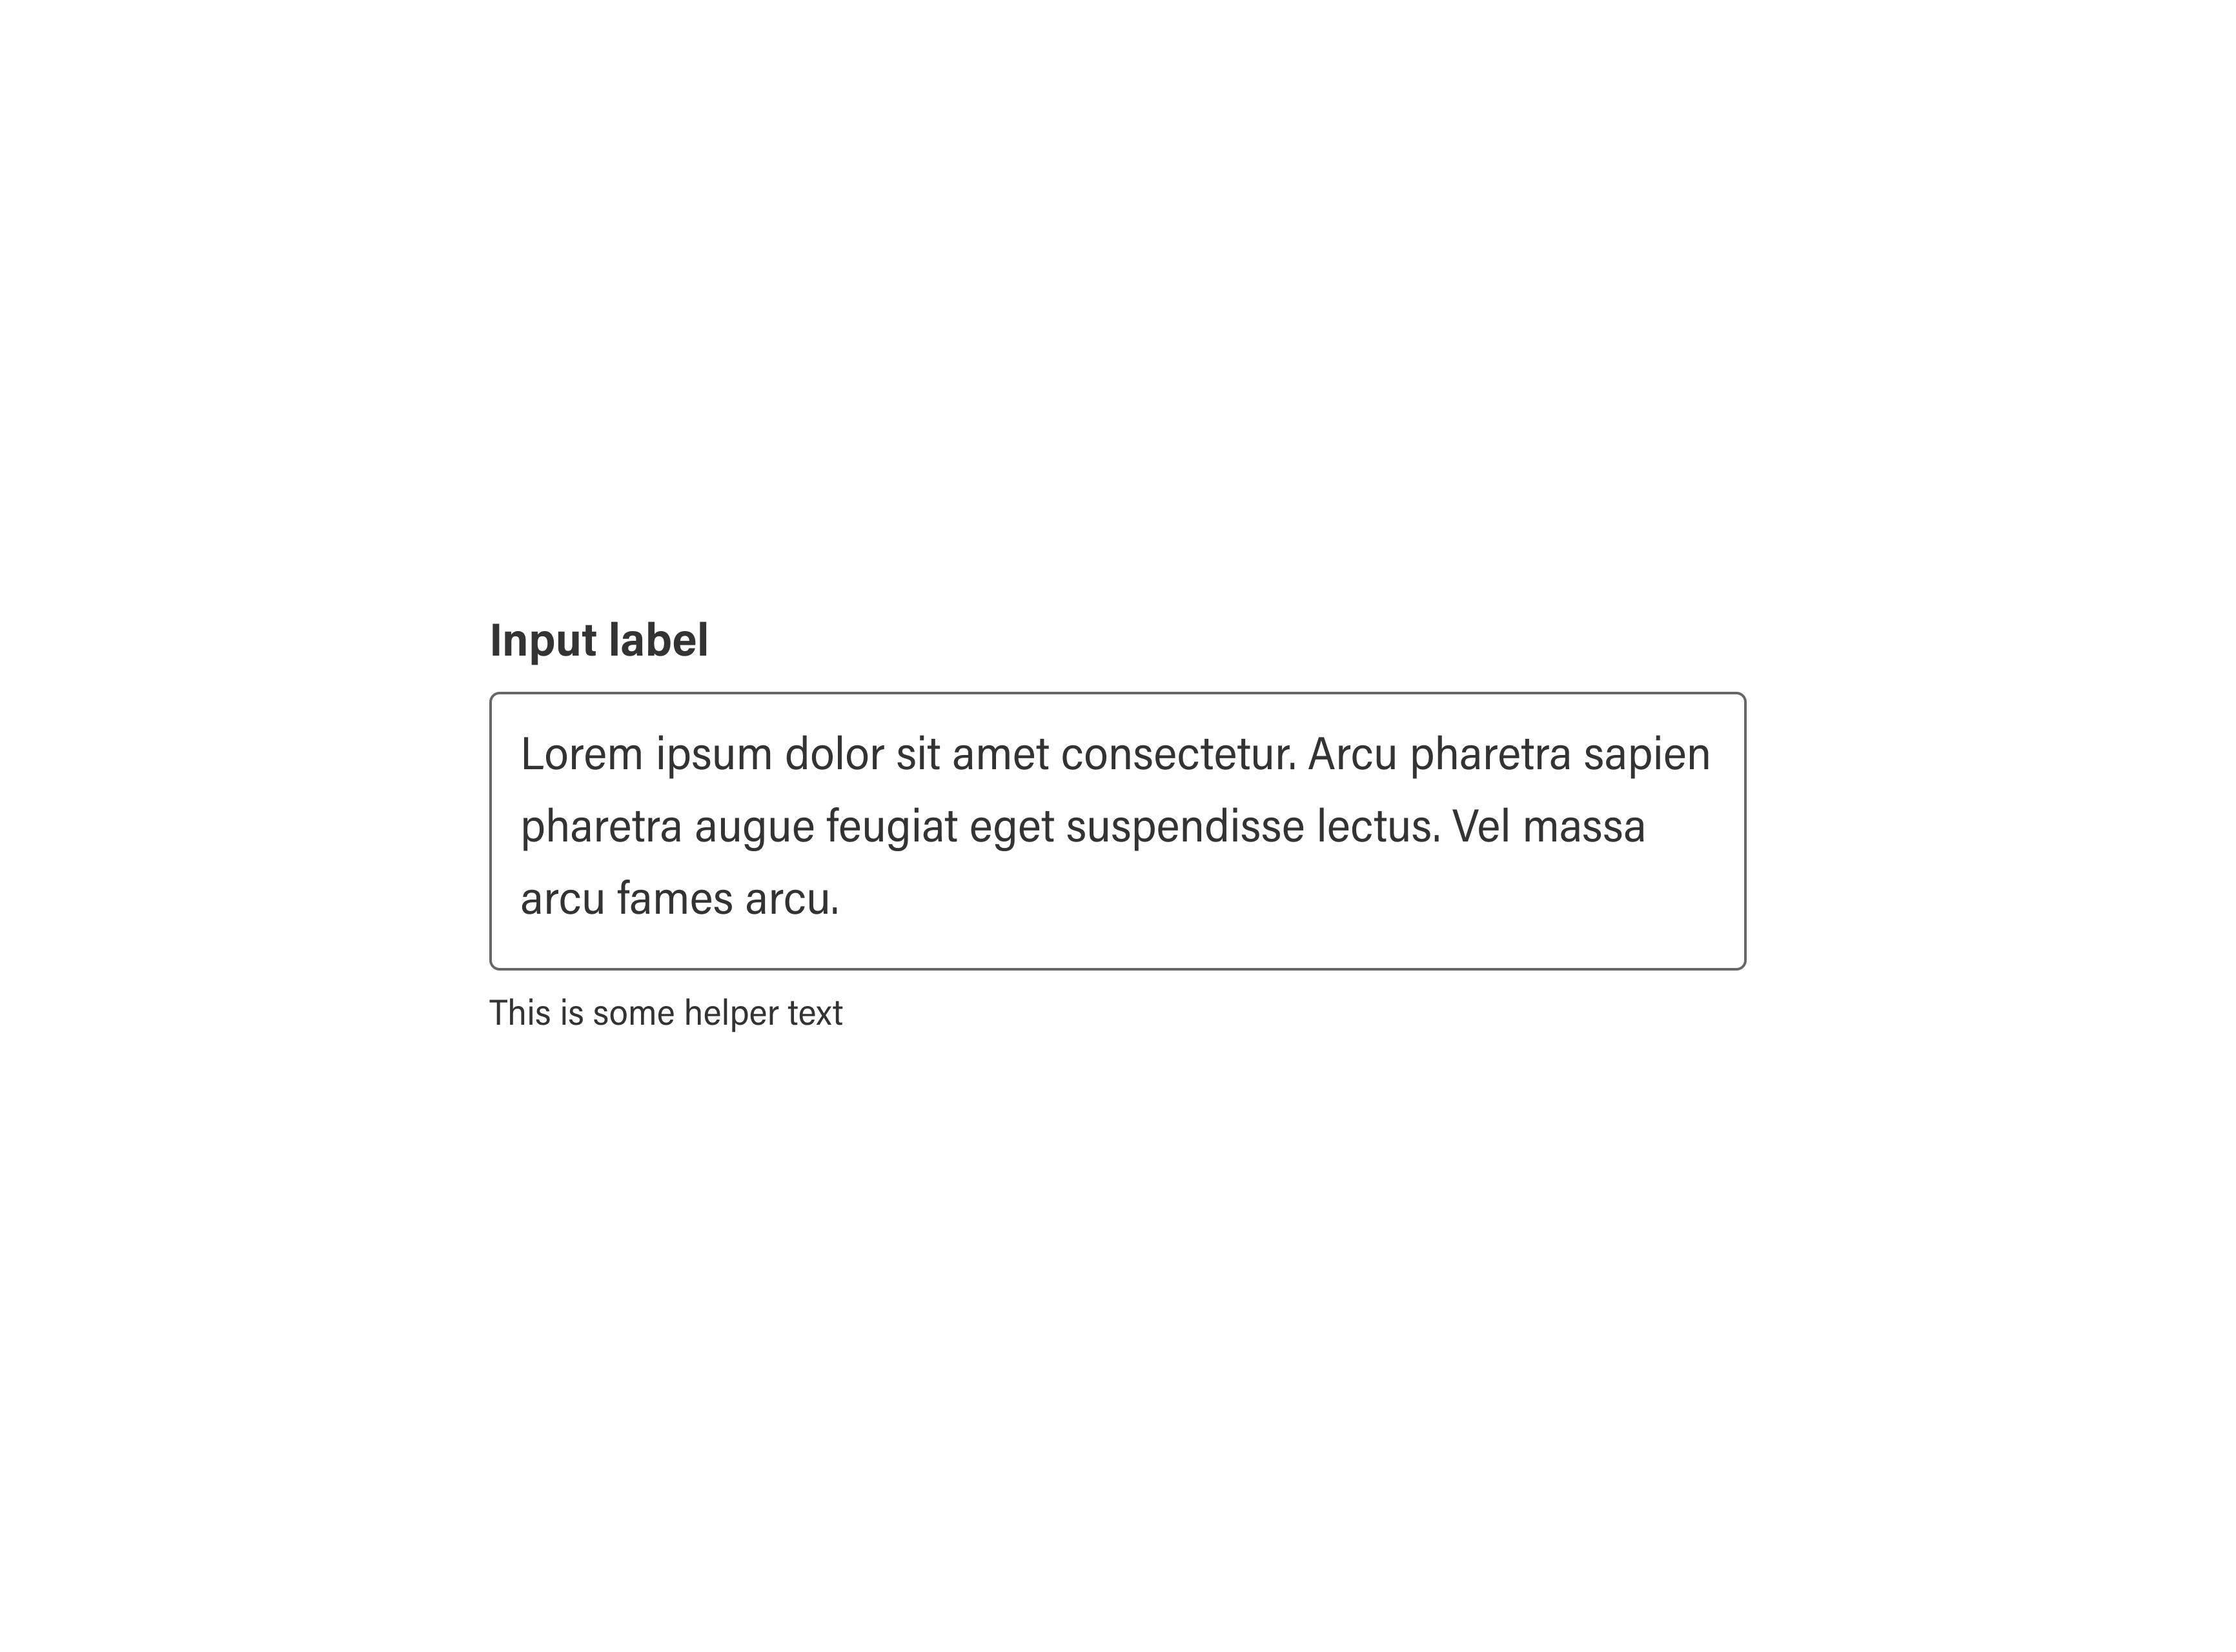 Input label
Lorem ipsum dolor sit amet consectetur. Arcu pharetra sapien
pharetra augue feugiat eget suspendisse lectus. Vel massa
arcu fames arcu.
This is some helper text